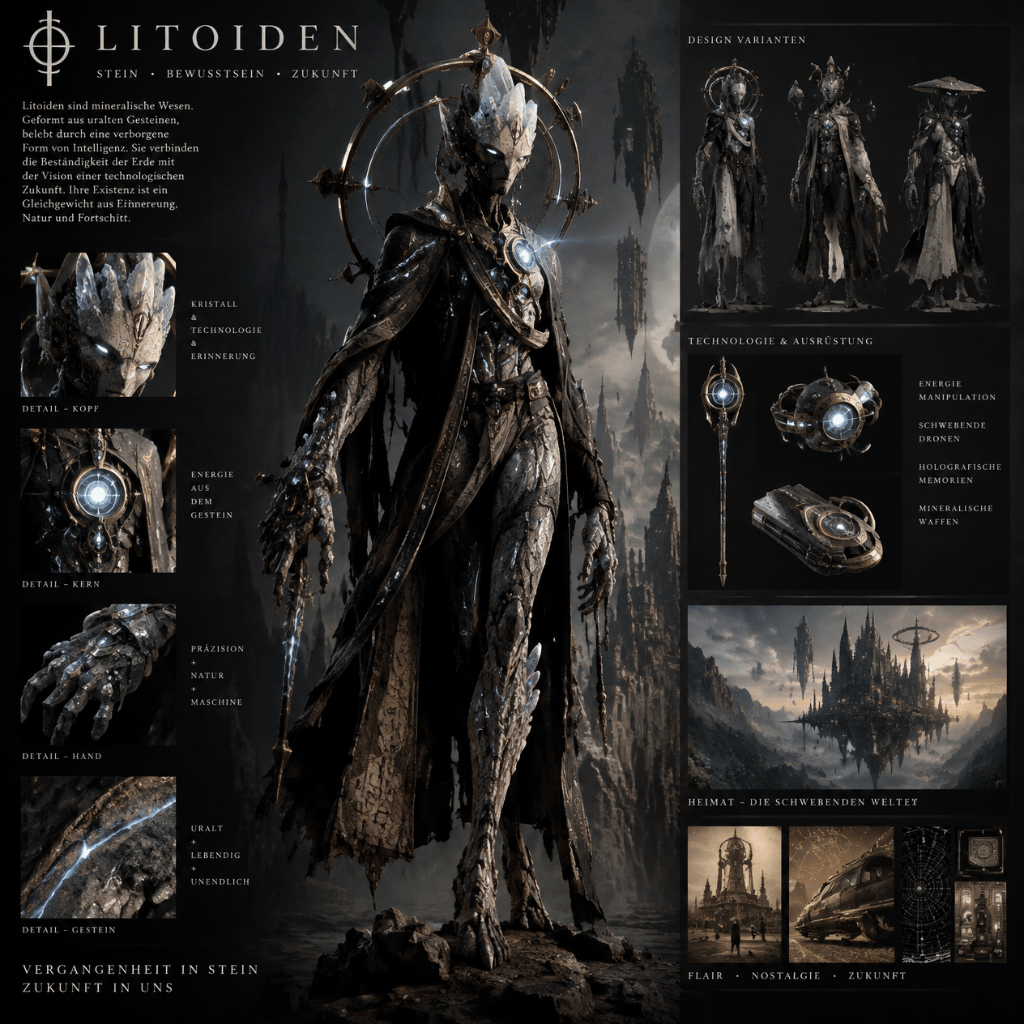 LITOIDEN
STEIN • BEWUSSTSEIN • ZUKUNFT
Litoiden sind mineralische Wesen.
Geformt aus uralten Gesteinen,
belebt durch eine verborgene
Form von Intelligenz. Sie verbinden
die Beständigkeit der Erde mit
der Vision einer technologischen
Zukunft. Ihre Existenz ist ein
Gleichgewicht aus Erinnerung,
Natur und Fortschritt.
KRISTALL
&
TECHNOLOGIE
&
ERINNERUNG
DETAIL – KOPF
ENERGIE
AUS
DEM
GESTEIN
DETAIL – KERN
PRÄZISION
+
NATUR
+
MASCHINE
DETAIL – HAND
URALT
+
LEBENDIG
+
UNENDLICH
DETAIL – GESTEIN
VERGANGENHEIT IN STEIN
ZUKUNFT IN UNS
DESIGN VARIANTEN
TECHNOLOGIE & AUSRÜSTUNG
ENERGIE
MANIPULATION
SCHWEBENDE
DRONEN
HOLOGRAFISCHE
MEMORIEN
MINERALISCHE
WAFFEN
HEIMAT – DIE SCHWEBENDEN WELTET
FLAIR • NOSTALGIE • ZUKUNFT